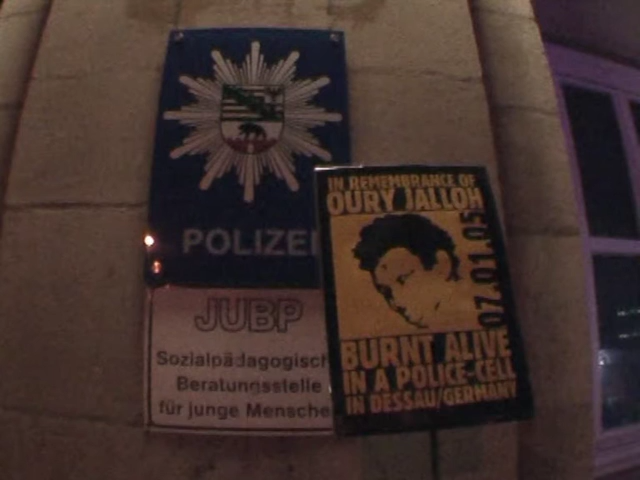 POLIZEI
JUBP
Sozialpädagogisch
Beratungsstelle
für junge Mensche
IN REMEMBRANCE OF
OURY JALLOH
07.01.05
BURNT ALIVE
IN A POLICE-CELL
IN DESSAU/GERMANY